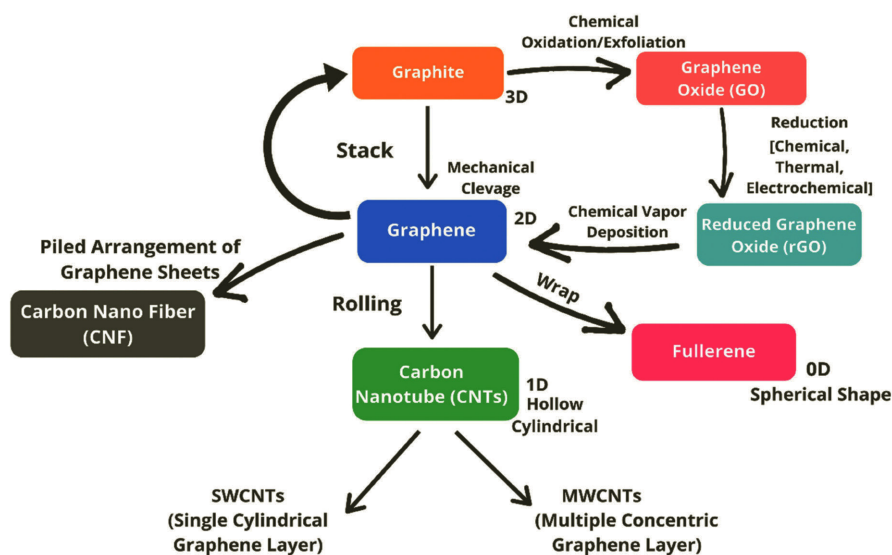 Chemical
Oxidation/Exfoliation
Graphite
3D
Graphene
Oxide (GO)
Reduction
[Chemical,
Thermal,
Electrochemical]
Stack
Mechanical
Clevage
Graphene
2D
Chemical Vapor
Deposition
Reduced Graphene
Oxide (rGO)
Piled Arrangement of
Graphene Sheets
Carbon Nano Fiber
(CNF)
Rolling
Wrap
Fullerene
0D
Spherical Shape
Carbon
Nanotube (CNTs)
1D
Hollow
Cylindrical
SWCNTs
(Single Cylindrical
Graphene Layer)
MWCNTs
(Multiple Concentric
Graphene Layer)